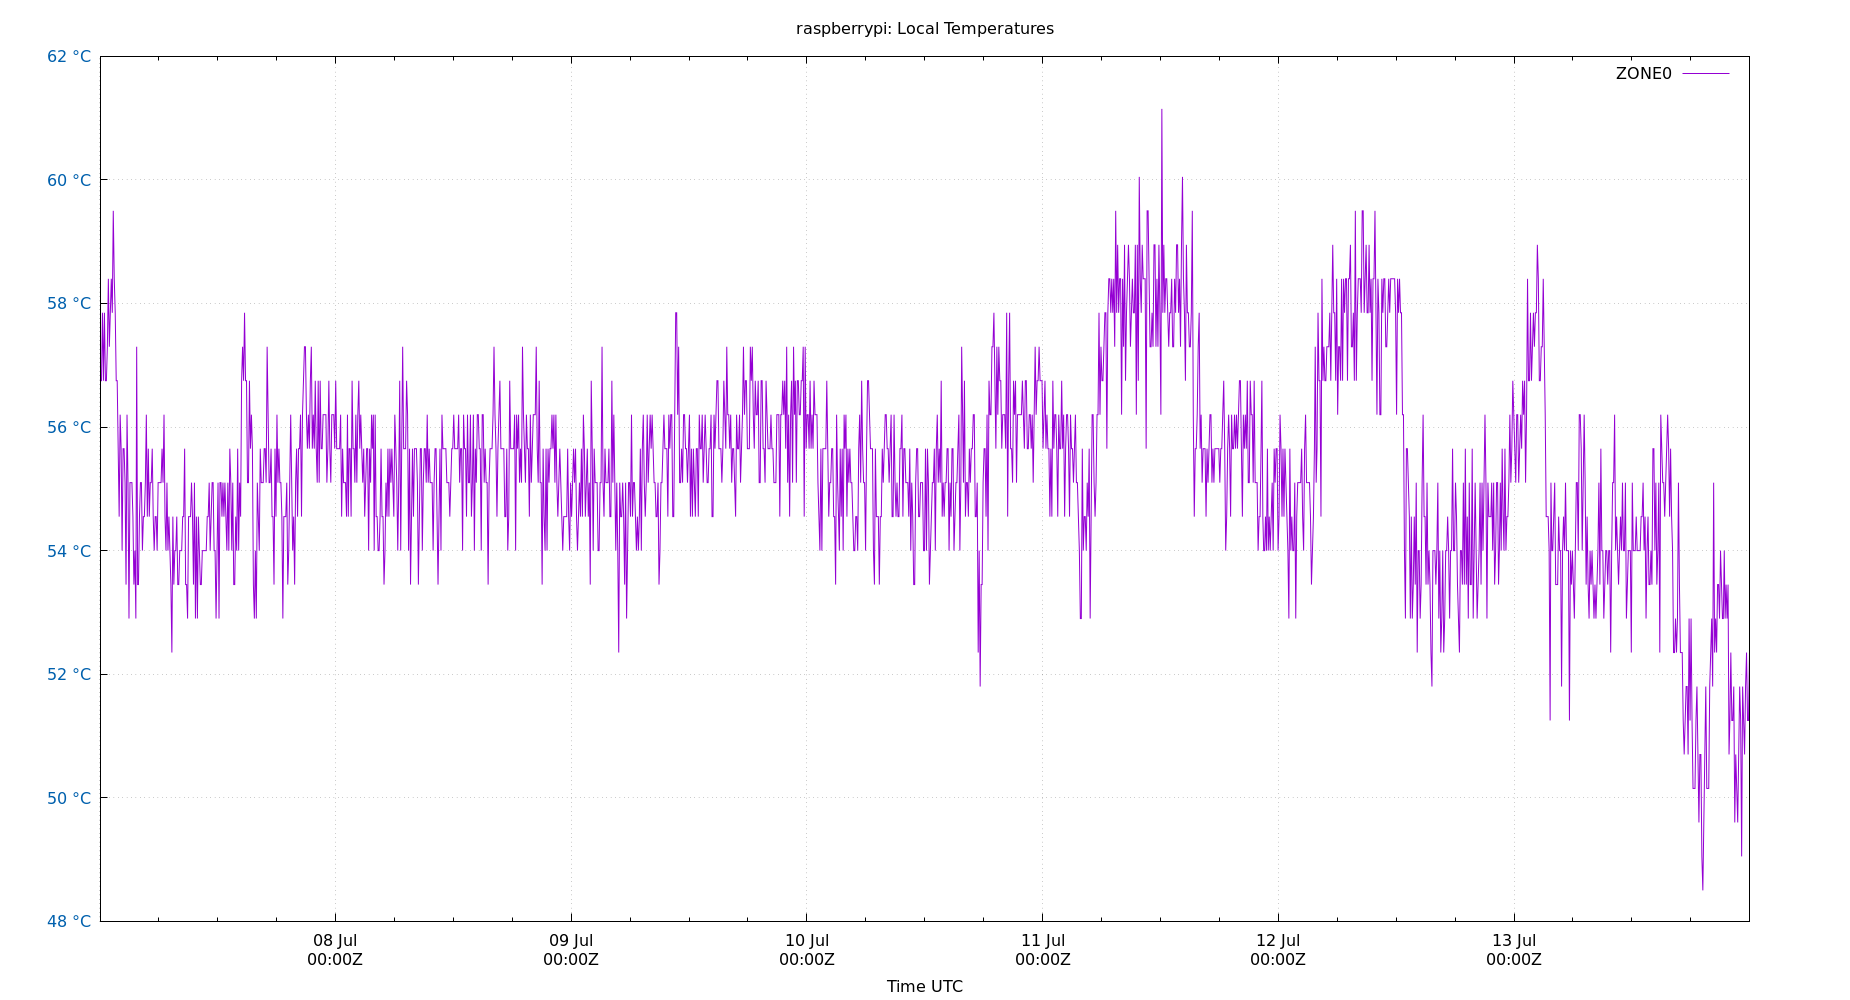 raspberrypi: Local Temperatures
62 °C
ZONE0
60 °C
58 °C
56 °C
54 °C
52 °C
50 °C
48 °C
08 Jul 09 Jul 10 Jul 11 Jul 12 Jul 13 Jul
00:00Z 00:00Z 00:00Z 00:00Z 00:00Z 00:00Z
Time UTC